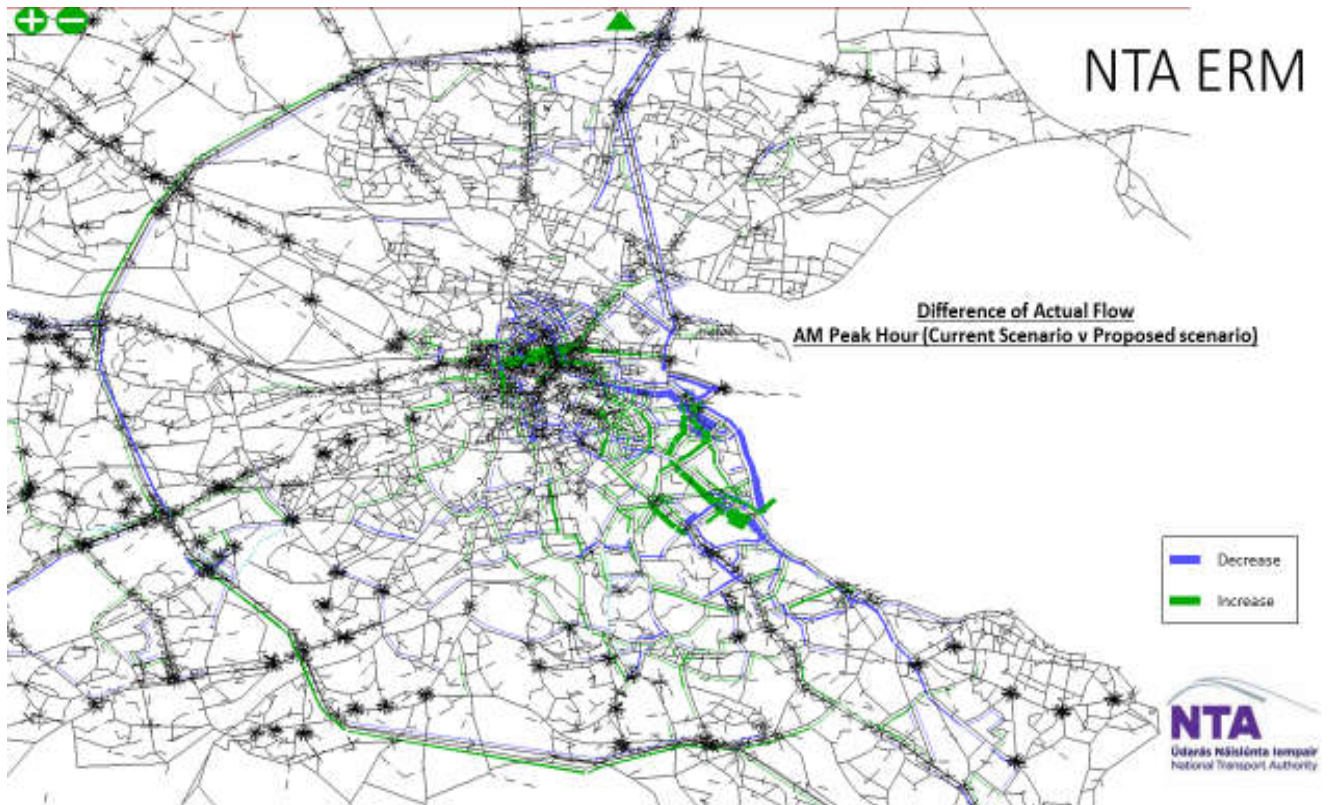 NTA ERM
Difference of Actual Flow
AM Peak Hour (Current Scenario v Proposed scenario)
Decrease
Increase
NTA
Údarás Náisiúnta Iompair
National Transport Authority